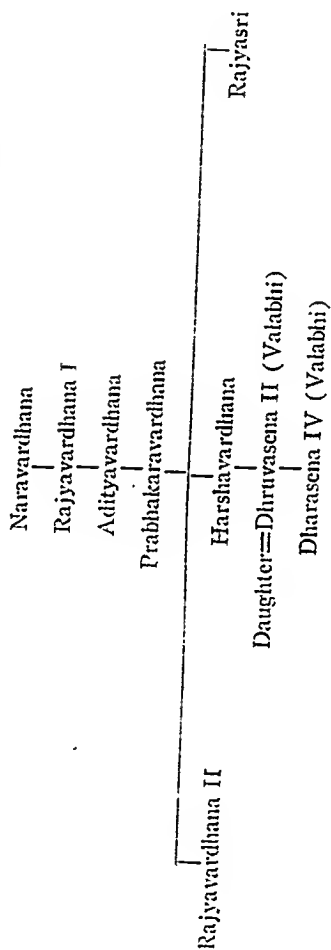 Naravardhana
Rajyavardhana I
Adityavardhana
Prabhakaravardhana
Rajyavardhana II
Harshavardhana
Rajyasri
Daughter=Dhruvasena II (Valabhi)
Dharasena IV (Valabhi)